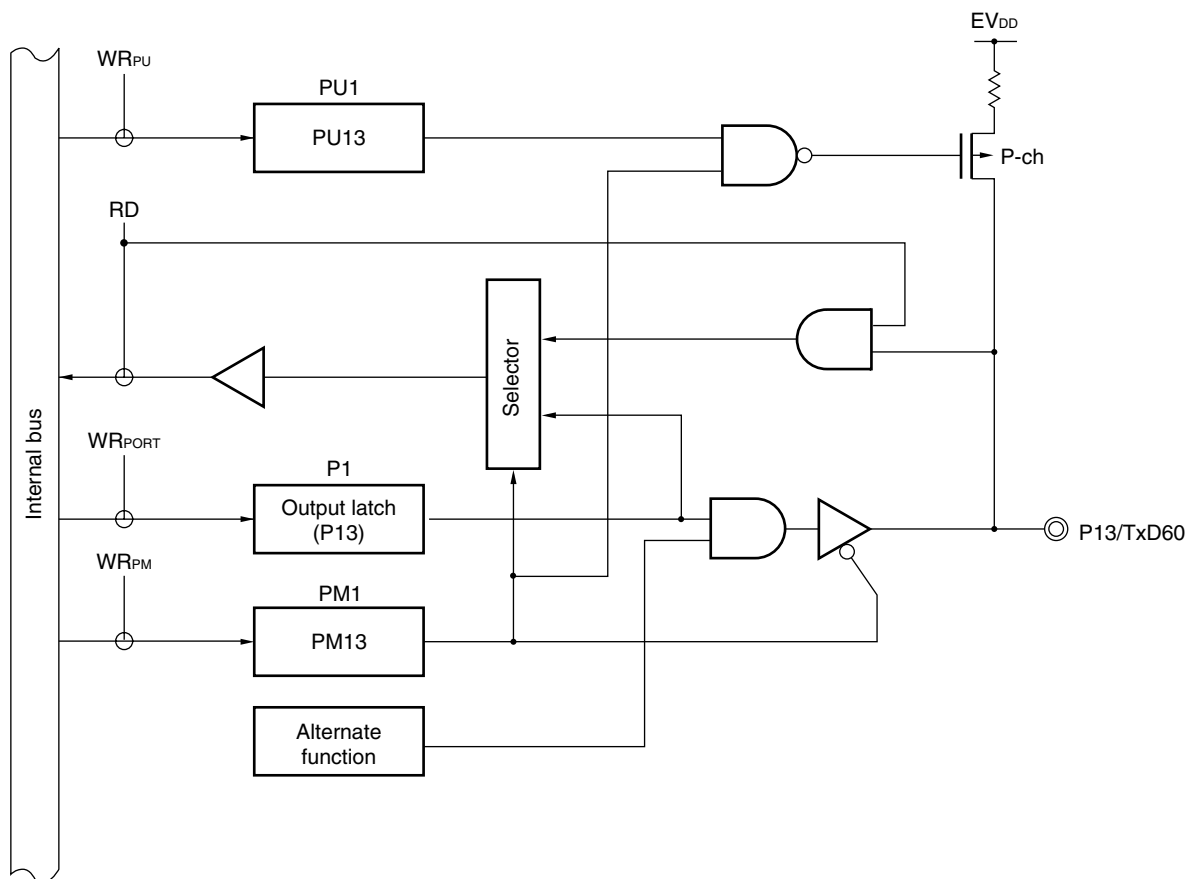 EVDD
WRPU
PU1
PU13
P-ch
RD
Selector
Internal bus
WRPORT
P1
Output latch
(P13)
P13/TxD60
WRPM
PM1
PM13
Alternate
function